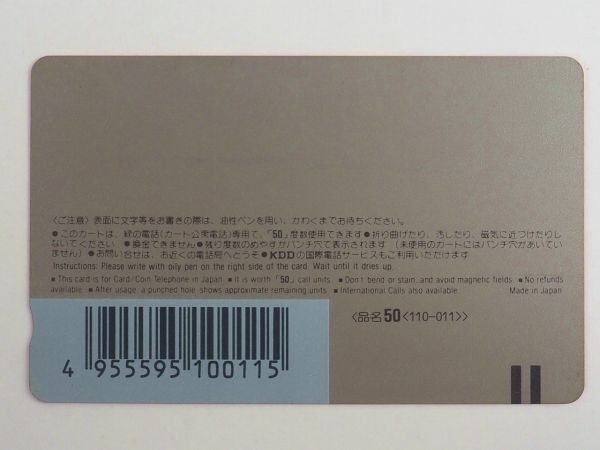 〈ご注意〉表面に文字等をお書きの際は、油性ペンを用い、かわくまでお待ちください。
●このカードは、緑の電話(カード公衆電話)専用で、「50」度数使用できます●折り曲げたり、汚したり、磁気に近づけたりし
ないでください●換金できません●残り度数のめやすがパンチ穴で表示されます(未使用のカードにはパンチ穴があいてい
ません)●お問い合せは、お近くの電話局へどうぞ●KDDの国際電話サービスもご利用いただけます
Instructions: Please write with oily pen on the right side of the card. Wait until it dries up.
■ This card is for Card/Coin Telephone in Japan ■ It is worth「50」call units ■ Don't bend or stain, and avoid magnetic fields ■ No refunds
available ■ After usage a punched hole shows approximate remaining units ■ International Calls also available. Made in Japan
〈品名50〈110-011〉〉
4 955595 100115